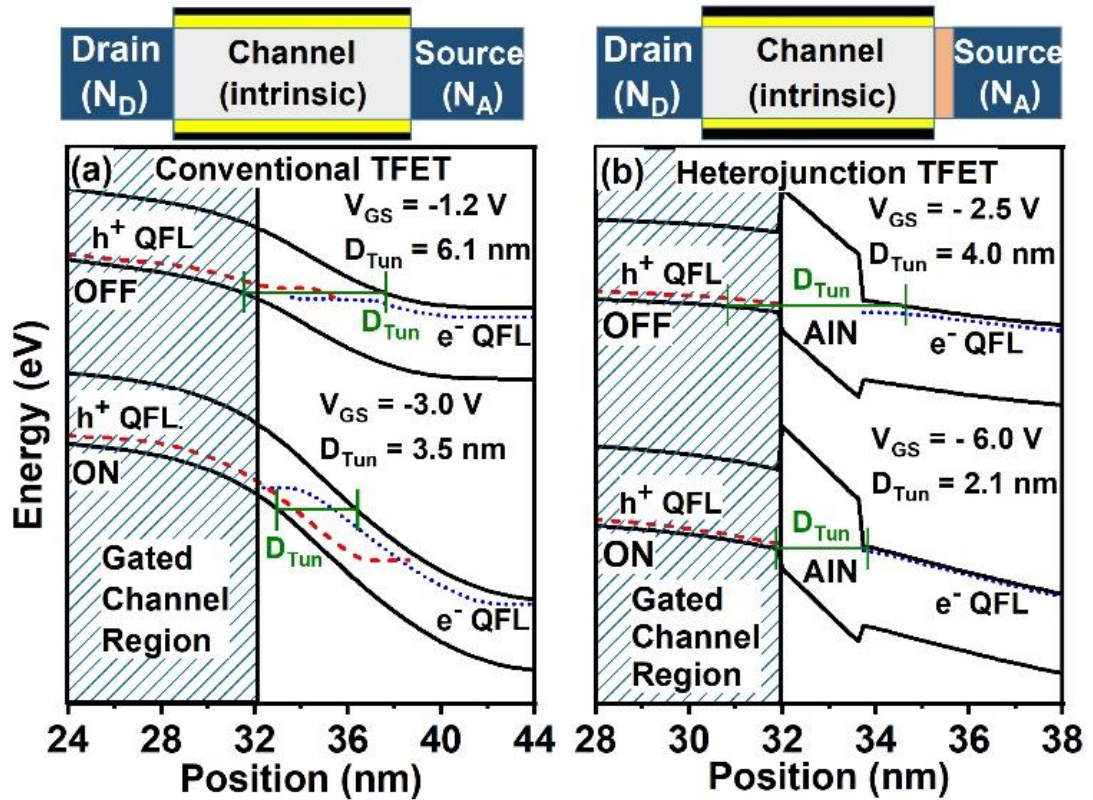 Drain
(N_D)
Channel
(intrinsic)
Source
(N_A)
Drain
(N_D)
Channel
(intrinsic)
Source
(N_A)
(a) Conventional TFET
V_GS = -1.2 V
h⁺ QFL
D_Tun = 6.1 nm
OFF
D_Tun
e⁻ QFL
V_GS = -3.0 V
h⁺ QFL.
D_Tun = 3.5 nm
ON
D_Tun
Gated
Channel
Region
e⁻ QFL
24 28 32 36 40 44
Position (nm)
Energy (eV)
(b) Heterojunction TFET
V_GS = - 2.5 V
D_Tun = 4.0 nm
h⁺ QFL
D_Tun
OFF
AlN
e⁻ QFL
V_GS = - 6.0 V
D_Tun = 2.1 nm
h⁺ QFL
D_Tun
ON
AlN
e⁻ QFL
Gated
Channel
Region
28 30 32 34 36 38
Position (nm)